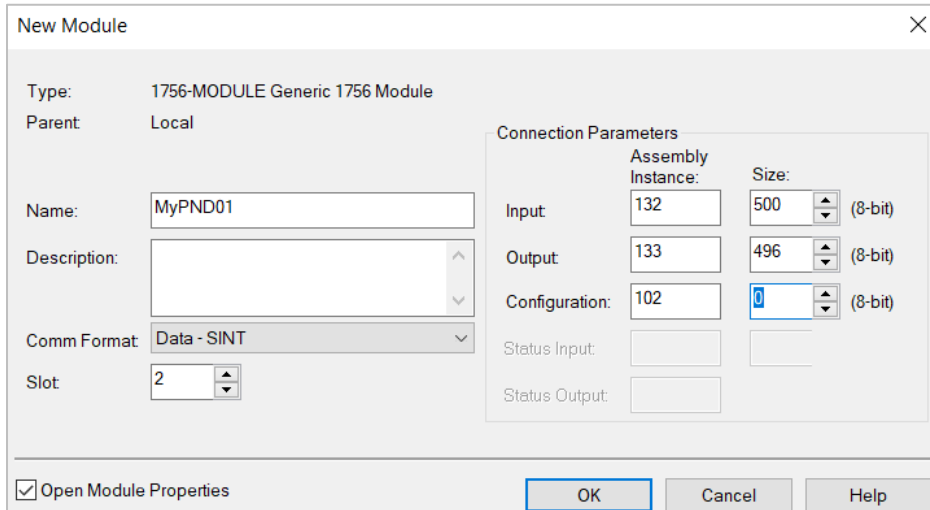 New Module
Type: 1756-MODULE Generic 1756 Module
Parent: Local
Connection Parameters
Assembly
Instance: Size:
Name: MyPND01
Input: 132 500 (8-bit)
Description:
Output: 133 496 (8-bit)
Configuration: 102 0 (8-bit)
Comm Format: Data - SINT
Status Input:
Slot: 2
Status Output:
Open Module Properties
OK Cancel Help